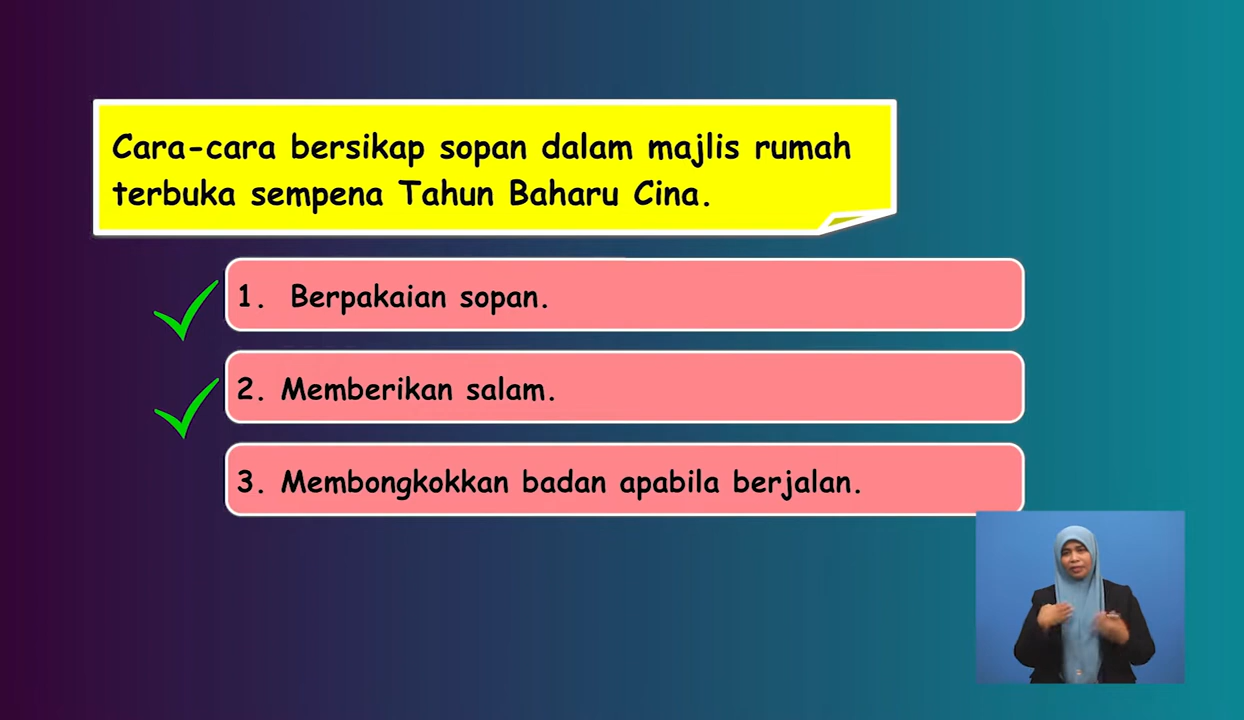 Cara-cara bersikap sopan dalam majlis rumah
terbuka sempena Tahun Baharu Cina.
1. Berpakaian sopan.
2. Memberikan salam.
3. Membongkokkan badan apabila berjalan.